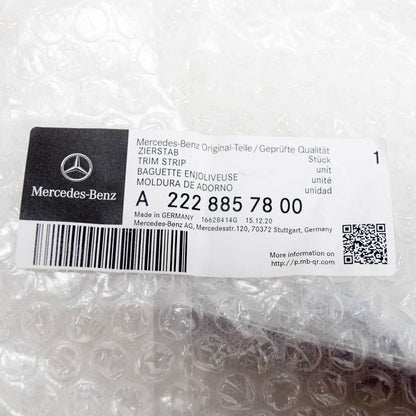 Mercedes-Benz
Mercedes-Benz Original-Teile/Geprüfte Qualität
ZIERSTAB Stück 1
TRIM STRIP unit
BAGUETTE ENJOLIVEUSE unité
MOLDURA DE ADORNO unidad
A 222 885 78 00
Made in GERMANY 16628414G 15.12.20
Mercedes-Benz AG, Mercedesstr.120, 70372 Stuttgart, Germany
More information on
http://p.mb-qr.com